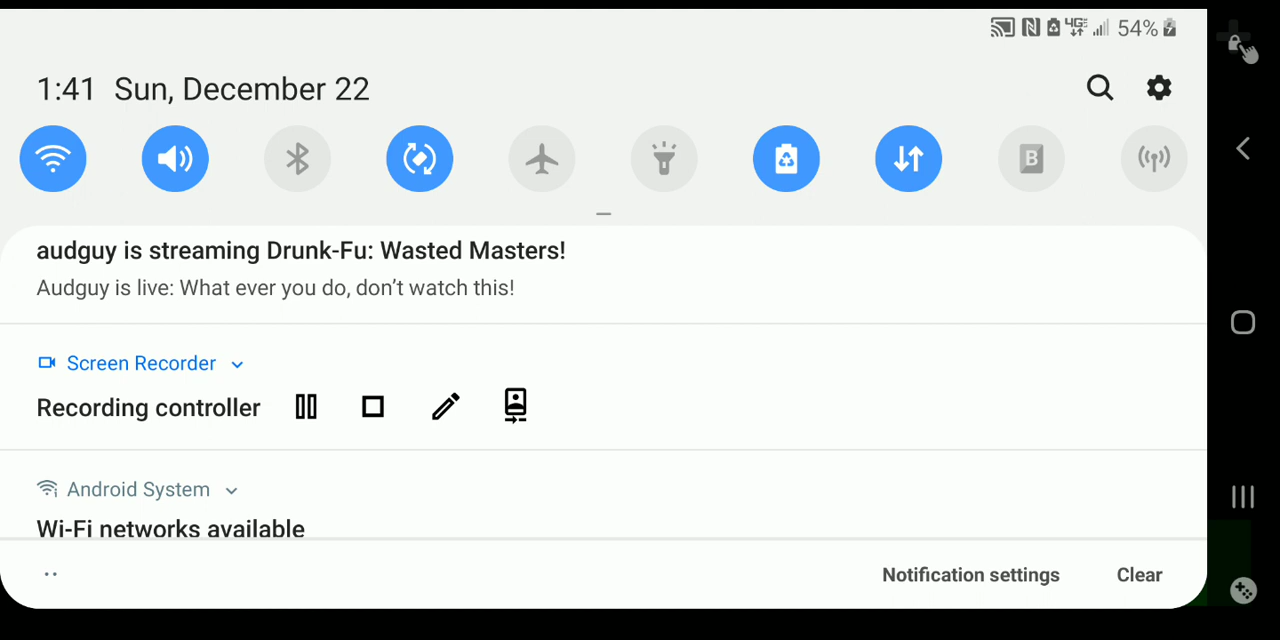 4GE 54%
1:41 Sun, December 22
B
audguy is streaming Drunk-Fu: Wasted Masters!
Audguy is live: What ever you do, don't watch this!
Screen Recorder
Recording controller
Android System
Wi-Fi networks available
Notification settings Clear